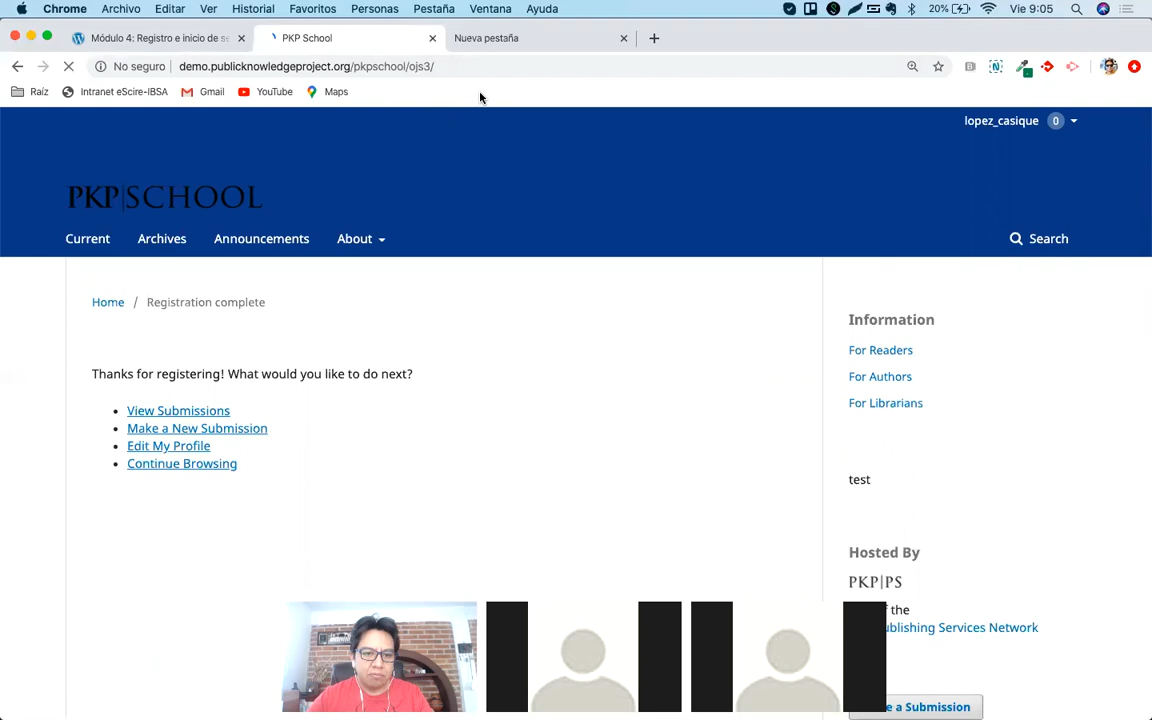 Chrome Archivo Editar Ver Historial Favoritos Personas Pestaña Ventana Ayuda 20% Vie 9:05
Módulo 4: Registro e inicio de se
PKP School
Nueva pestaña
No seguro demo.publicknowledgeproject.org/pkpschool/ojs3/
Raíz Intranet eScire-IBSA Gmail YouTube Maps
lopez_casique 0
PKP|SCHOOL
Current Archives Announcements About Search
Home / Registration complete
Thanks for registering! What would you like to do next?
• View Submissions
• Make a New Submission
• Edit My Profile
• Continue Browsing
Information
For Readers
For Authors
For Librarians
test
Hosted By
PKP|PS
of the
ublishing Services Network
e a Submission